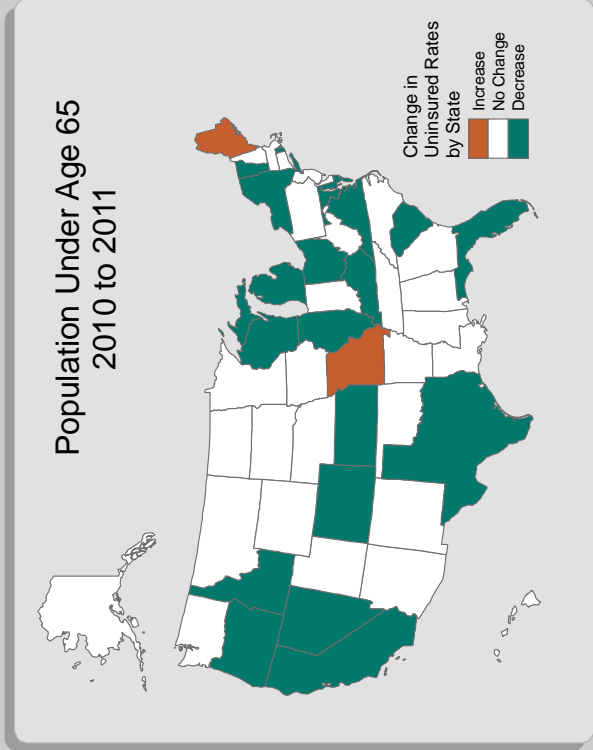 Population Under Age 65
2010 to 2011
Change in
Uninsured Rates
by State
Increase
No Change
Decrease